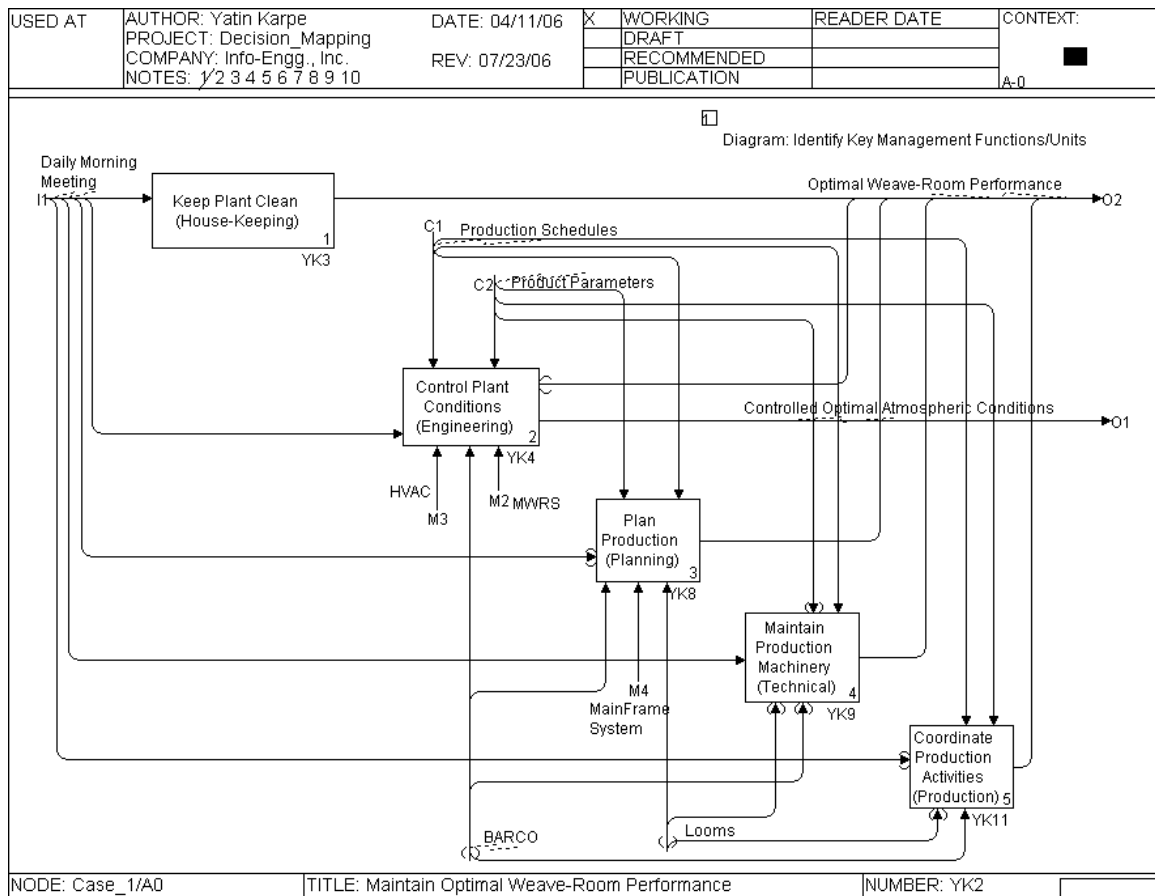 USED AT
AUTHOR: Yatin Karpe
DATE: 04/11/06
X
WORKING
READER DATE
CONTEXT:
PROJECT: Decision_Mapping
DRAFT
COMPANY: Info-Engg., Inc.
REV: 07/23/06
RECOMMENDED
NOTES: 1 2 3 4 5 6 7 8 9 10
PUBLICATION
A-0
1
Diagram: Identify Key Management Functions/Units
Daily Morning
Meeting
I1
Keep Plant Clean
(House-Keeping)
1
YK3
Optimal Weave-Room Performance
O2
C1
Production Schedules
C2
Product Parameters
Control Plant
Conditions
(Engineering)
2
YK4
Controlled Optimal Atmospheric Conditions
O1
HVAC
M3
M2
MWRS
Plan
Production
(Planning)
3
YK8
M4
MainFrame
System
Maintain
Production
Machinery
(Technical)
4
YK9
Coordinate
Production
Activities
(Production)
5
YK11
BARCO
Looms
NODE: Case_1/A0
TITLE: Maintain Optimal Weave-Room Performance
NUMBER: YK2